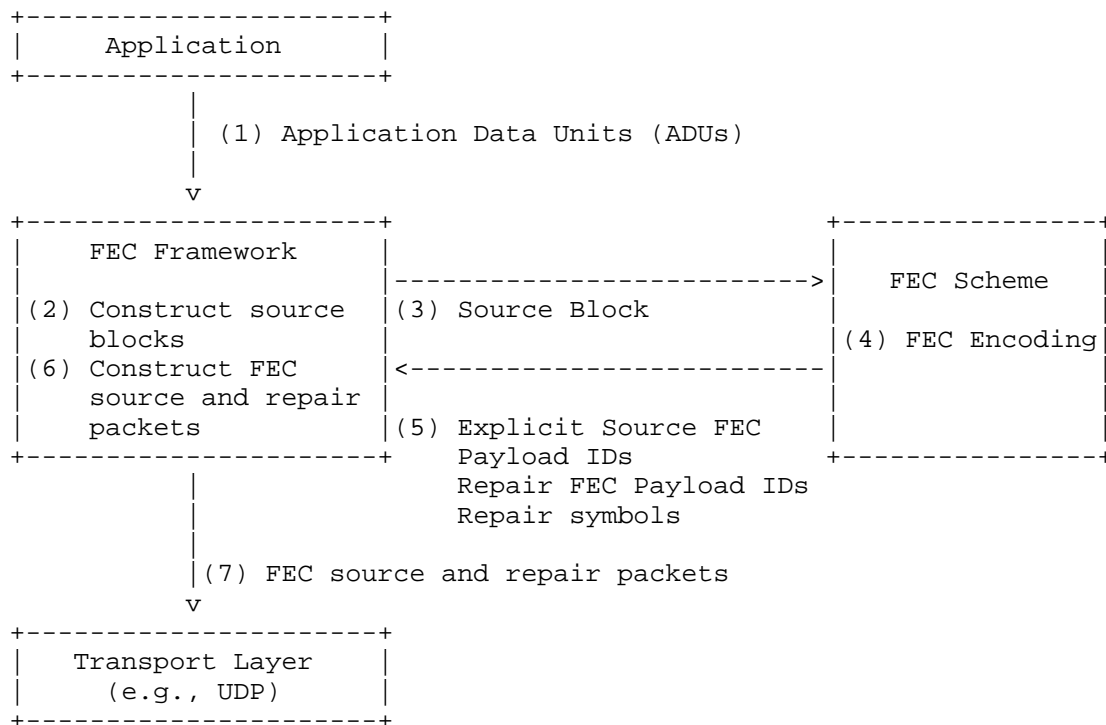 Application
(1) Application Data Units (ADUs)
FEC Framework
FEC Scheme
(2) Construct source
(3) Source Block
blocks
(4) FEC Encoding
(6) Construct FEC
source and repair
packets
(5) Explicit Source FEC
Payload IDs
Repair FEC Payload IDs
Repair symbols
(7) FEC source and repair packets
v
Transport Layer
(e.g., UDP)